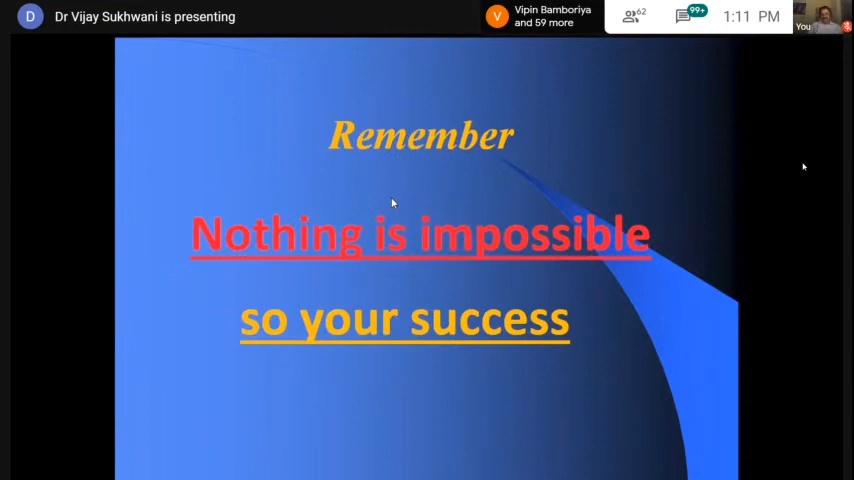 D Dr Vijay Sukhwani is presenting
V Vipin Bamboriya
and 59 more
62
99+
1:11 PM
You
Remember
Nothing is impossible
so your success